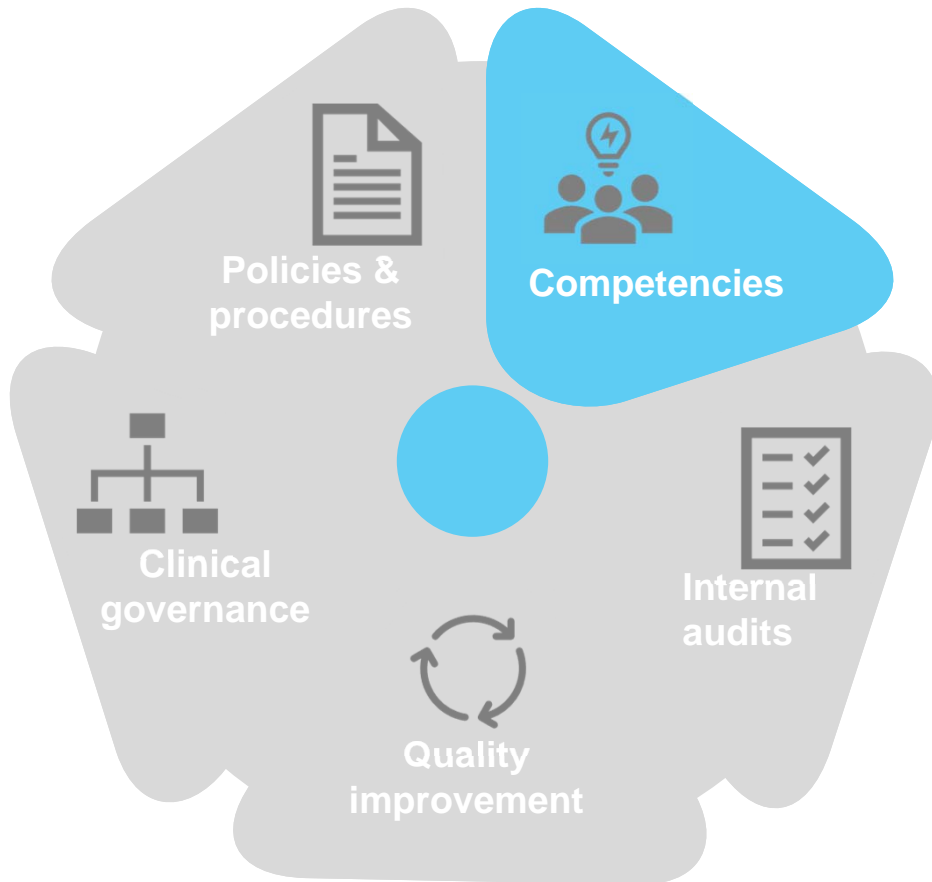 Policies &
procedures
Competencies
Clinical
governance
Internal
audits
Quality
improvement